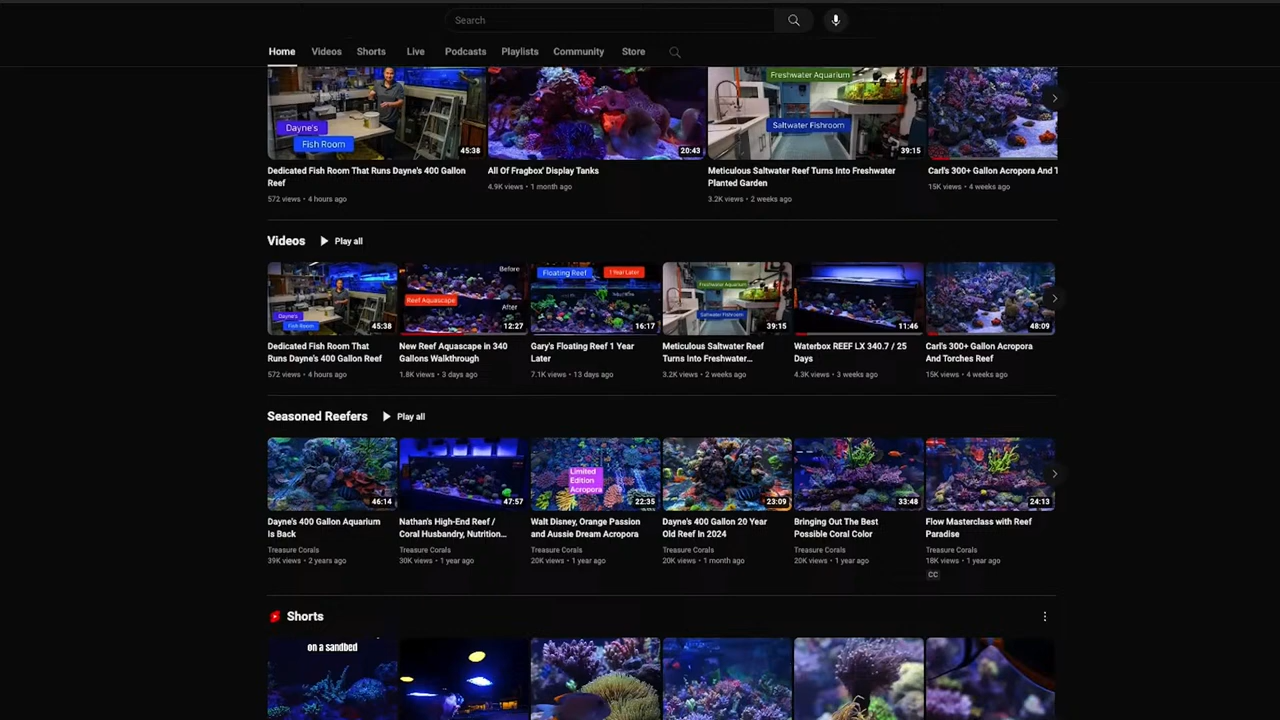 Search
Home Videos Shorts Live Podcasts Playlists Community Store
Dayne's
Fish Room
45:38
20:43
Freshwater Aquarium
Saltwater Fishroom
39:15
Dedicated Fish Room That Runs Dayne's 400 Gallon
Reef
572 views • 4 hours ago
All Of Fragbox' Display Tanks
4.9K views • 1 month ago
Meticulous Saltwater Reef Turns Into Freshwater
Planted Garden
3.2K views • 2 weeks ago
Carl's 300+ Gallon Acropora And T
15K views • 4 weeks ago
Videos Play all
Dayne's
Fish Room
45:38
Before
Reef Aquascape
After
12:27
Floating Reef
1 Year Later
16:17
Freshwater Aquarium
Saltwater Fishroom
39:15
11:46
48:09
Dedicated Fish Room That
Runs Dayne's 400 Gallon Reef
572 views • 4 hours ago
New Reef Aquascape in 340
Gallons Walkthrough
1.8K views • 3 days ago
Gary's Floating Reef 1 Year
Later
7.1K views • 13 days ago
Meticulous Saltwater Reef
Turns Into Freshwater...
3.2K views • 2 weeks ago
Waterbox REEF LX 340.7 / 25
Days
4.3K views • 3 weeks ago
Carl's 300+ Gallon Acropora
And Torches Reef
15K views • 4 weeks ago
Seasoned Reefers Play all
46:14
47:57
Limited
Edition
Acropora
22:35
23:09
33:48
24:13
Dayne's 400 Gallon Aquarium
Is Back
Treasure Corals
39K views • 2 years ago
Nathan's High-End Reef /
Coral Husbandry, Nutrition...
Treasure Corals
30K views • 1 year ago
Walt Disney, Orange Passion
and Aussie Dream Acropora
Treasure Corals
20K views • 1 year ago
Dayne's 400 Gallon 20 Year
Old Reef In 2024
Treasure Corals
20K views • 1 month ago
Bringing Out The Best
Possible Coral Color
Treasure Corals
20K views • 1 year ago
Flow Masterclass with Reef
Paradise
Treasure Corals
18K views • 1 year ago
CC
Shorts
on a sandbed